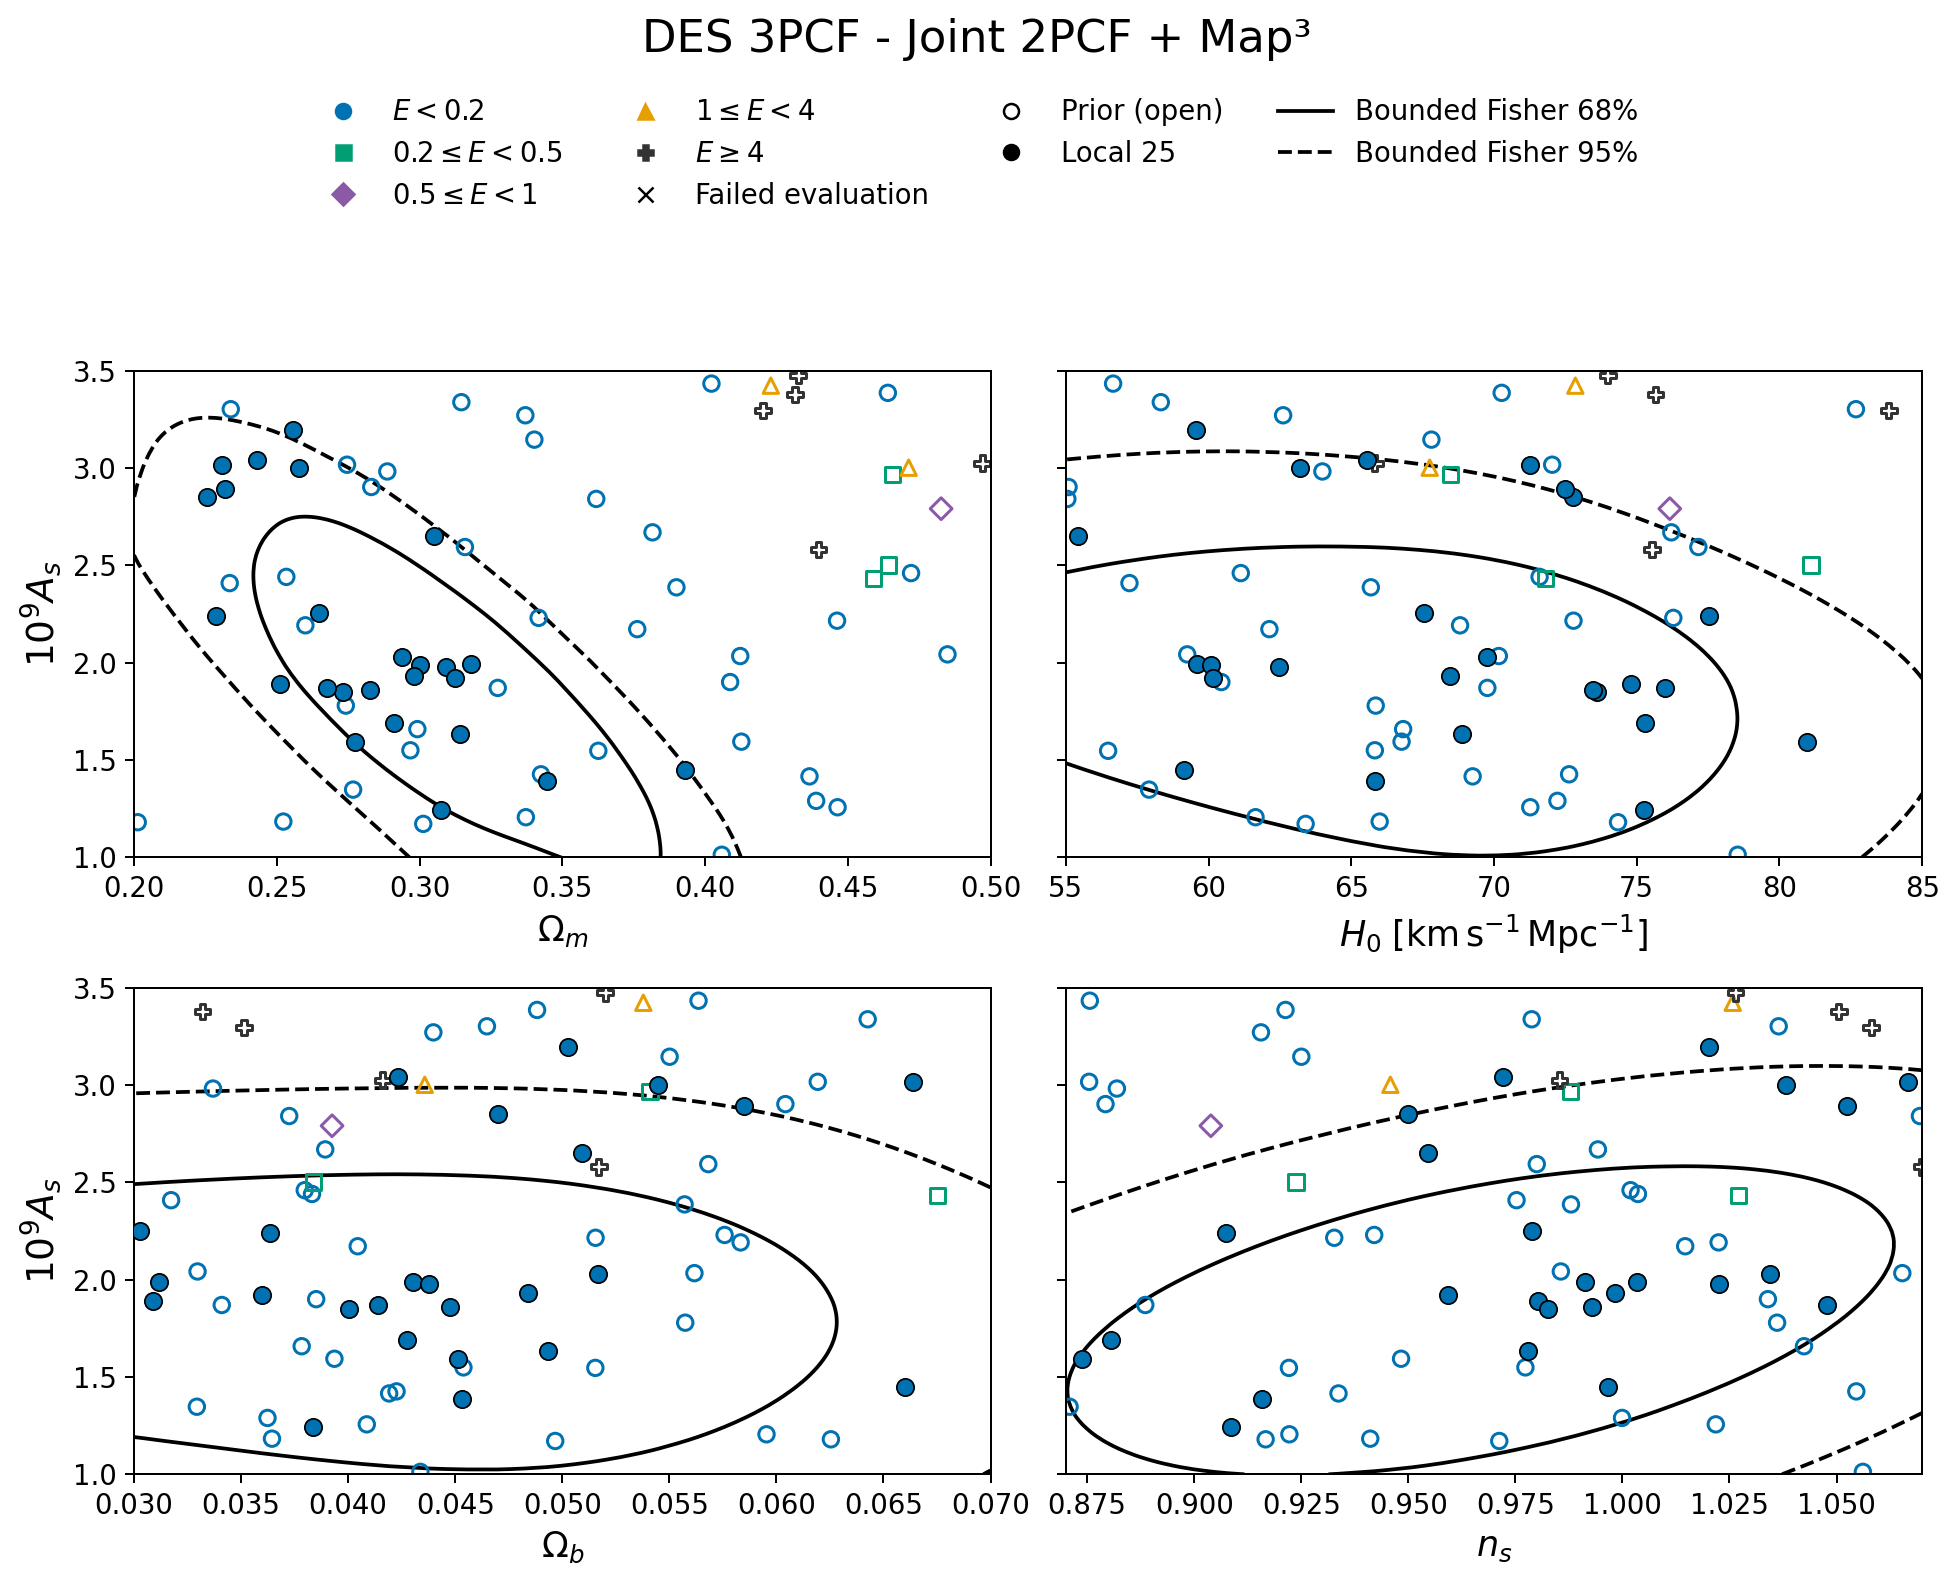 DES 3PCF - Joint 2PCF + Map³
E < 0.2
0.2 ≤ E < 0.5
0.5 ≤ E < 1
1 ≤ E < 4
E ≥ 4
Failed evaluation
Prior (open)
Local 25
Bounded Fisher 68%
Bounded Fisher 95%
3.5
3.0
2.5
2.0
1.5
1.0
10⁹Aₛ
0.20 0.25 0.30 0.35 0.40 0.45 0.50
Ωₘ
55 60 65 70 75 80 85
H₀ [km s⁻¹ Mpc⁻¹]
3.5
3.0
2.5
2.0
1.5
1.0
10⁹Aₛ
0.030 0.035 0.040 0.045 0.050 0.055 0.060 0.065 0.070
Ω_b
0.875 0.900 0.925 0.950 0.975 1.000 1.025 1.050
nₛ